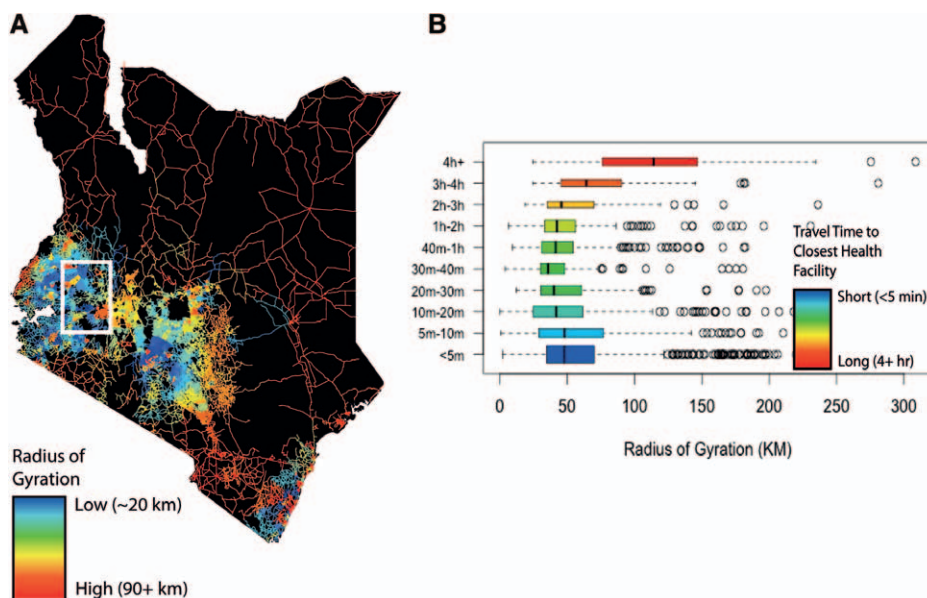 A
B
4h+
3h-4h
2h-3h
1h-2h
40m-1h
30m-40m
20m-30m
10m-20m
5m-10m
<5m
Travel Time to
Closest Health
Facility
Short (<5 min)
Long (4+ hr)
0 50 100 150 200 250 300
Radius of Gyration (KM)
Radius of
Gyration
Low (~20 km)
High (90+ km)